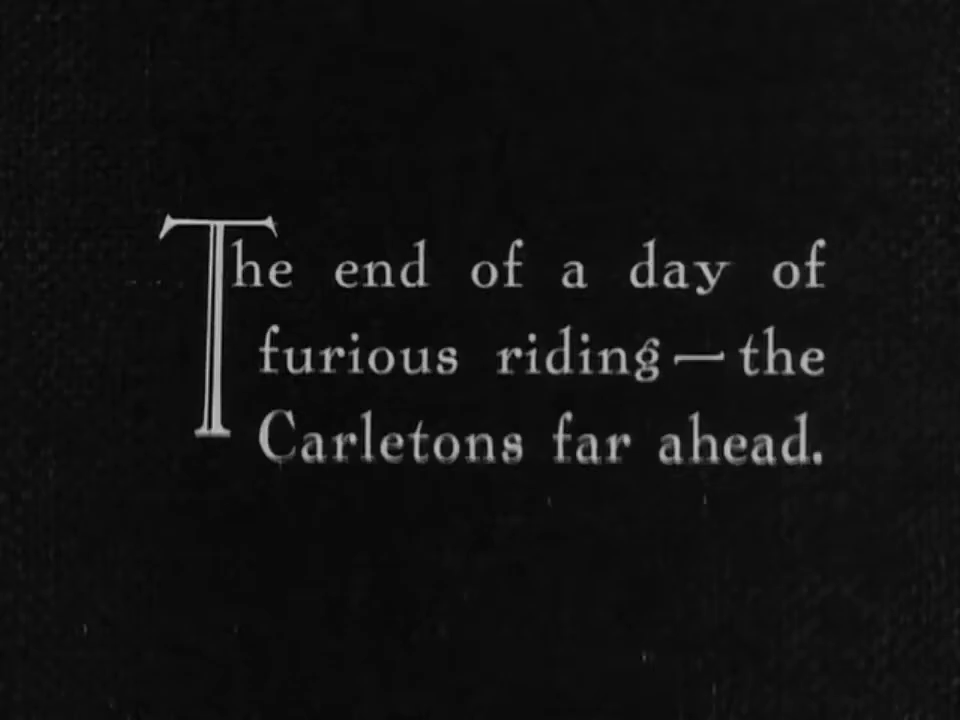 The end of a day of
furious riding — the
Carletons far ahead.